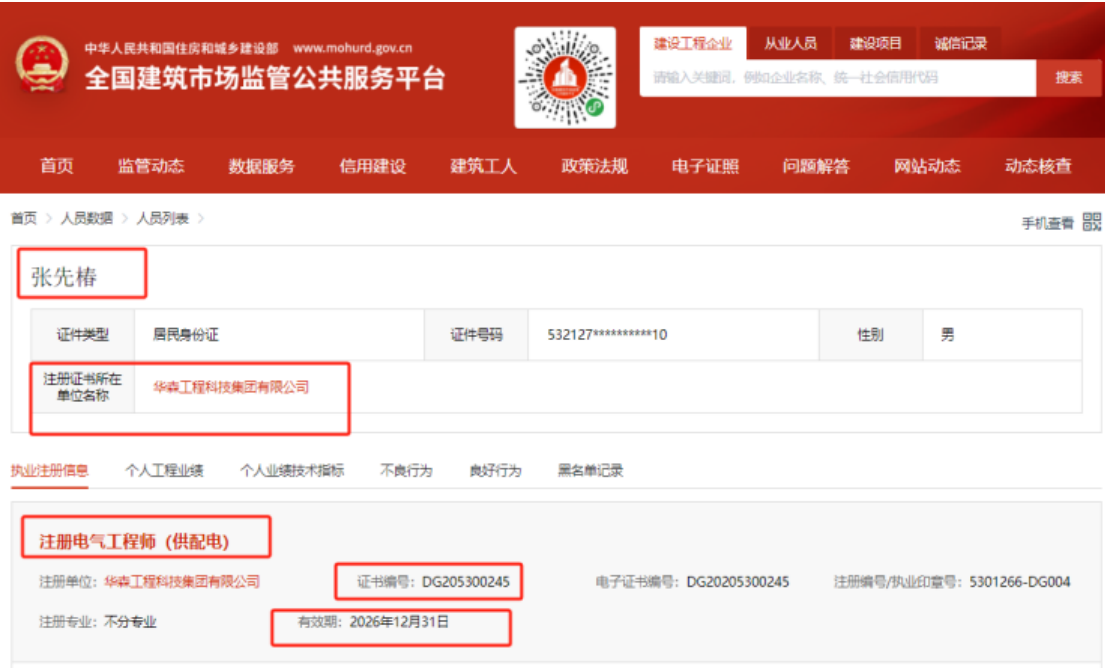 中华人民共和国住房和城乡建设部 www.mohurd.gov.cn
全国建筑市场监管公共服务平台
建设工程企业 从业人员 建设项目 诚信记录
请输入关键词，例如企业名称、统一社会信用代码 搜索
首页 监管动态 数据服务 信用建设 建筑工人 政策法规 电子证照 问题解答 网站动态 动态核查
首页 > 人员数据 > 人员列表 >
手机查看
张先椿
证件类型 居民身份证 证件号码 532127**********10 性别 男
注册证书所在
单位名称
华森工程科技集团有限公司
执业注册信息 个人工程业绩 个人业绩技术指标 不良行为 良好行为 黑名单记录
注册电气工程师（供配电）
注册单位：华森工程科技集团有限公司 证书编号：DG205300245 电子证书编号：DG20205300245 注册编号/执业印章号：5301266-DG004
注册专业：不分专业 有效期：2026年12月31日